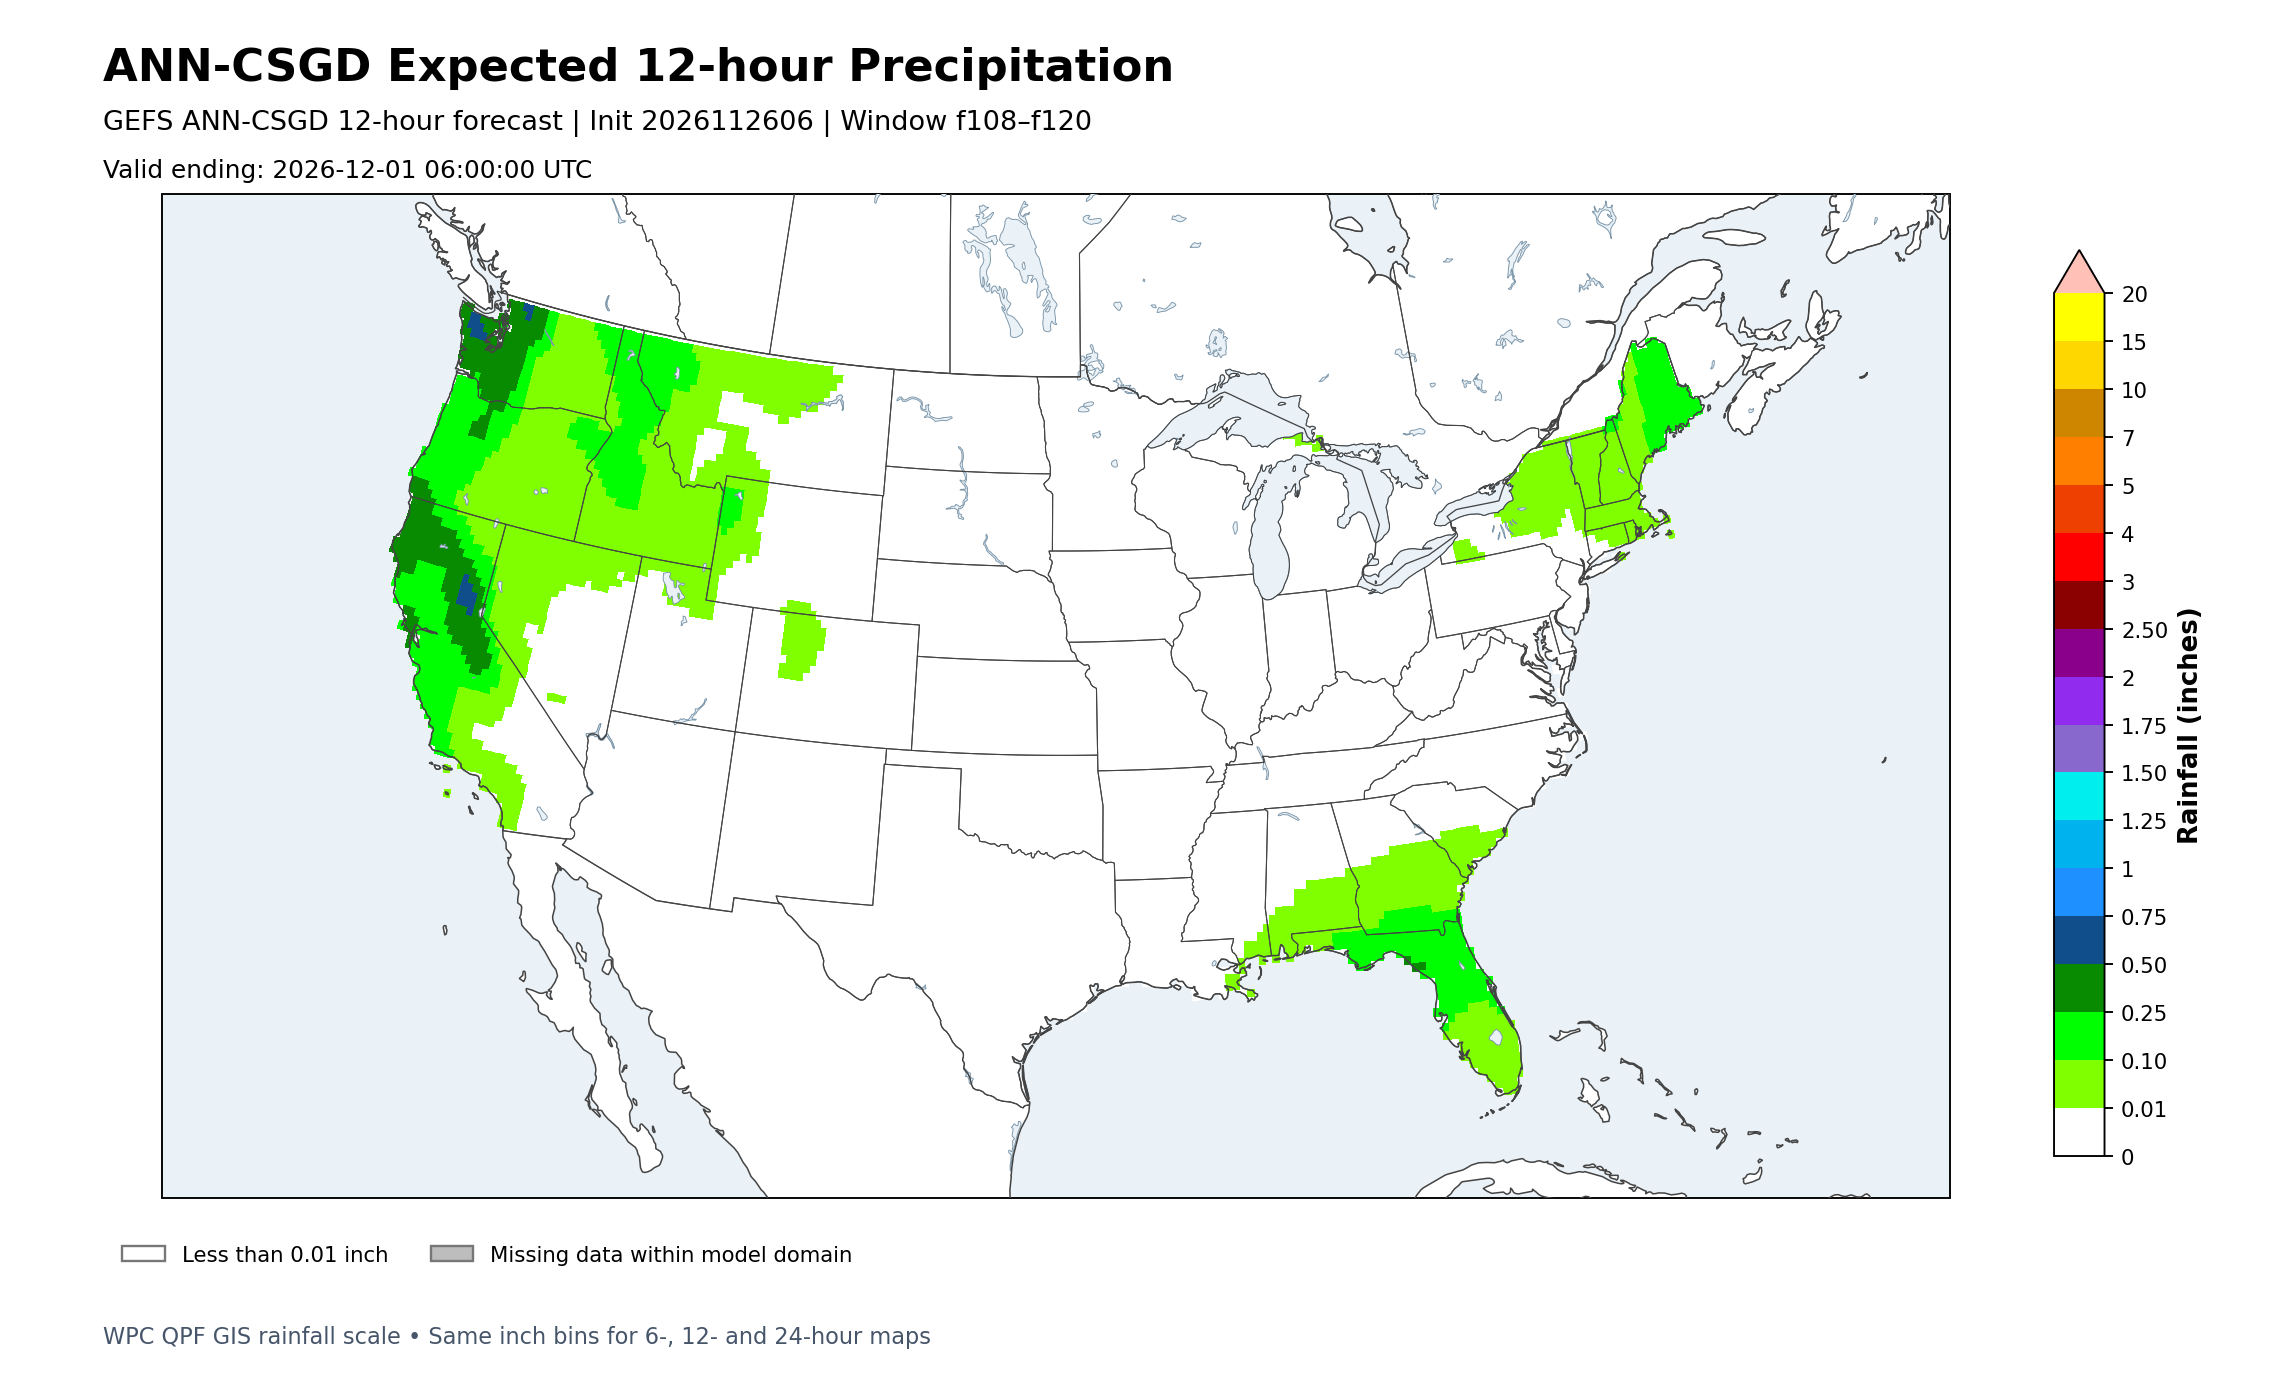 ANN-CSGD Expected 12-hour Precipitation
GEFS ANN-CSGD 12-hour forecast | Init 2026112606 | Window f108–f120
Valid ending: 2026-12-01 06:00:00 UTC
20
15
10
7
5
4
3
2.50
2
1.75
1.50
1.25
1
0.75
0.50
0.25
0.10
0.01
0
Rainfall (inches)
Less than 0.01 inch
Missing data within model domain
WPC QPF GIS rainfall scale • Same inch bins for 6-, 12- and 24-hour maps